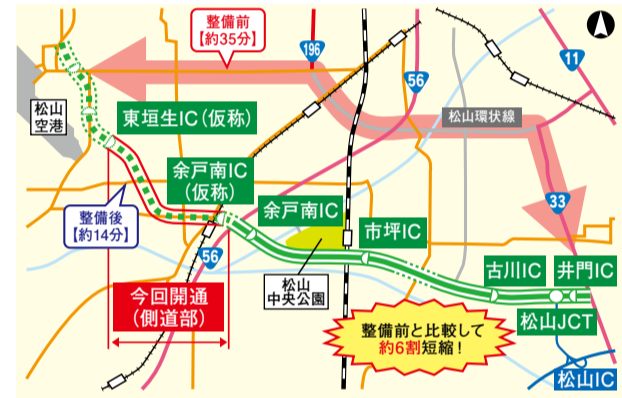 整備前
【約35分】
196
56
11
松山環状線
松山
空港
東垣生IC(仮称)
余戸南IC
(仮称)
整備後
【約14分】
余戸南IC
市坪IC
33
56
松山
中央公園
古川IC
井門IC
今回開通
(側道部)
松山JCT
整備前と比較して
約6割短縮!
松山IC